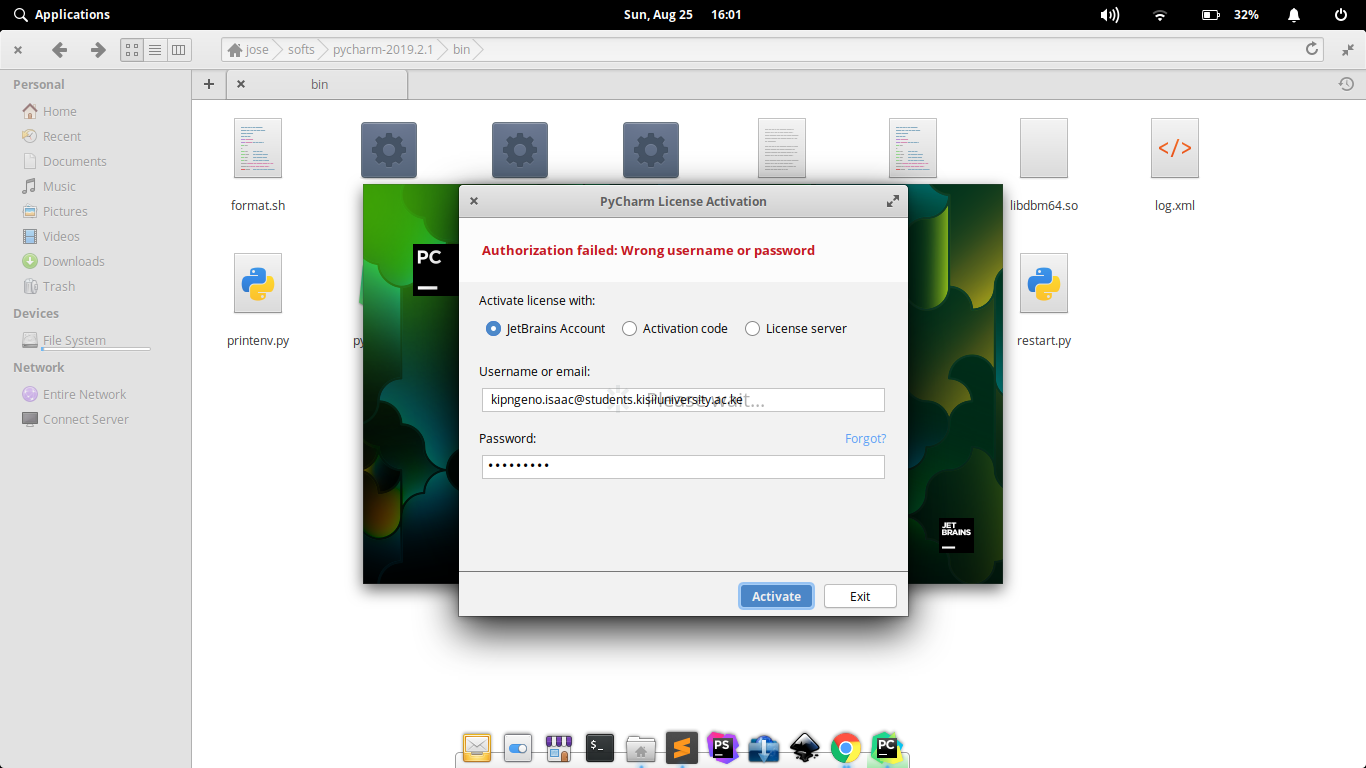 Applications
Sun, Aug 25 16:01
32%
jose softs pycharm-2019.2.1 bin
bin
Personal
Home
Recent
Documents
Music
Pictures
Videos
Downloads
Trash
Devices
File System
Network
Entire Network
Connect Server
format.sh
libdbm64.so
log.xml
</>
printenv.py
py
restart.py
PC
PyCharm License Activation
Authorization failed: Wrong username or password
Activate license with:
JetBrains Account
Activation code
License server
Username or email:
kipngeno.isaac@students.kisiiuniversity.ac.ke
Please wait...
Password:
Forgot?
Activate
Exit
JET
BRAINS
$_
PS
PC